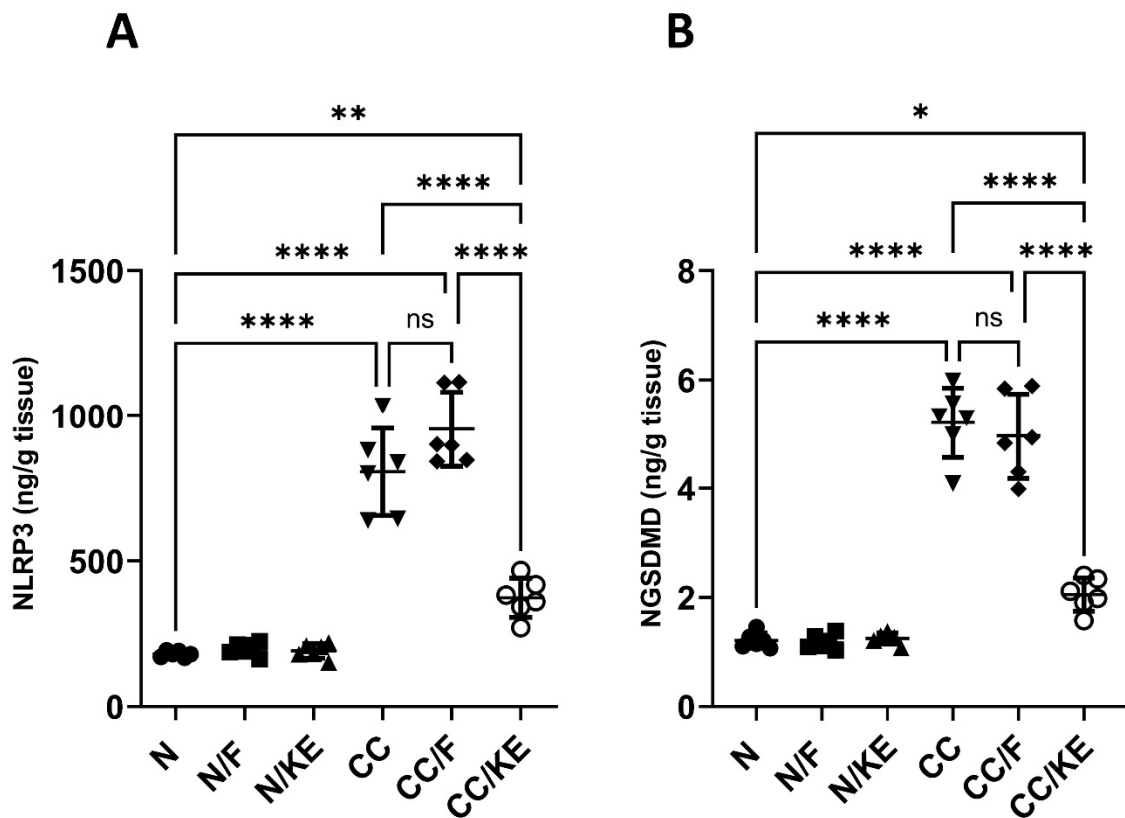 A
**
****
****
****
****
ns
NLRP3 (ng/g tissue)
1500
1000
500
0
N
N/F
N/KE
CC
CC/F
CC/KE
B
*
****
****
****
****
ns
NGSDMD (ng/g tissue)
8
6
4
2
0
N
N/F
N/KE
CC
CC/F
CC/KE